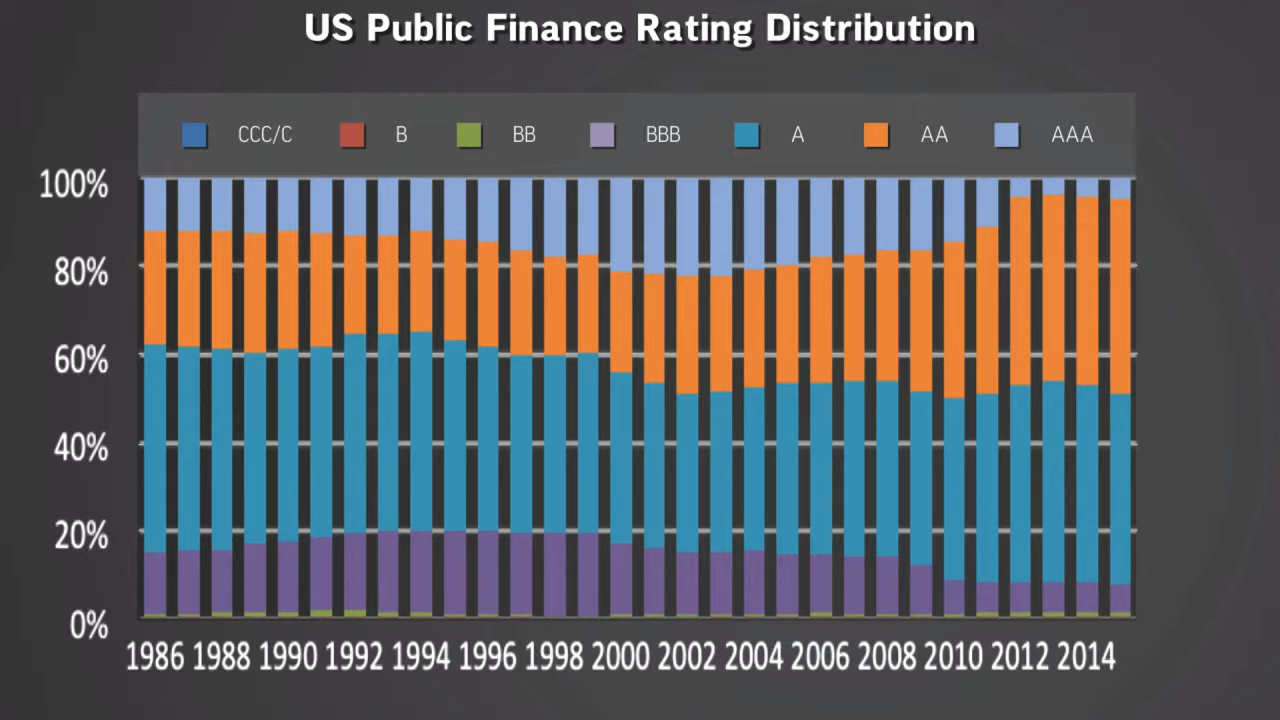 US Public Finance Rating Distribution
CCC/C B BB BBB A AA AAA
100%
80%
60%
40%
20%
0%
1986 1988 1990 1992 1994 1996 1998 2000 2002 2004 2006 2008 2010 2012 2014